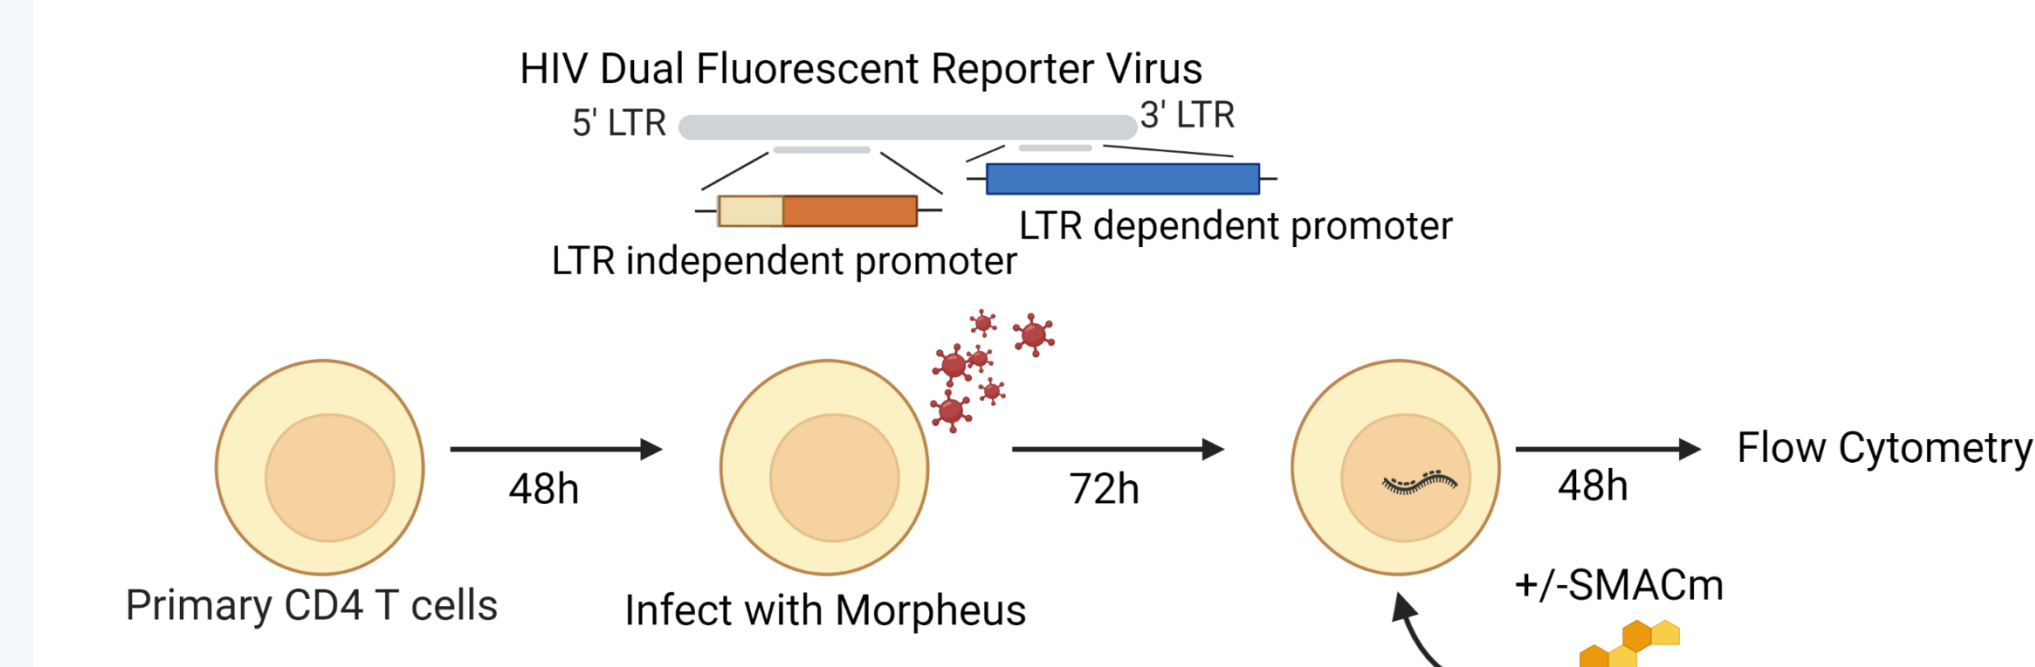 HIV Dual Fluorescent Reporter Virus
5' LTR
3' LTR
LTR dependent promoter
LTR independent promoter
48h
72h
48h
Flow Cytometry
Primary CD4 T cells
Infect with Morpheus
+/-SMACm